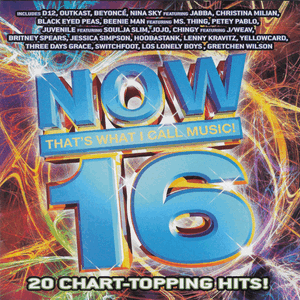 INCLUDES D12, OUTKAST, BEYONCÉ, NINA SKY FEATURING JABBA, CHRISTINA MILIAN,
BLACK EYED PEAS, BEENIE MAN FEATURING MS. THING, PETEY PABLO,
JUVENILE FEATURING SOULJA SLIM, JOJO, CHINGY FEATURING J/WEAV,
BRITNEY SPEARS, JESSICA SIMPSON, HOOBASTANK, LENNY KRAVITZ, YELLOWCARD,
THREE DAYS GRACE, SWITCHFOOT, LOS LONELY BOYS, GRETCHEN WILSON
NOW
THAT'S WHAT I CALL MUSIC!
16
20 CHART-TOPPING HITS!